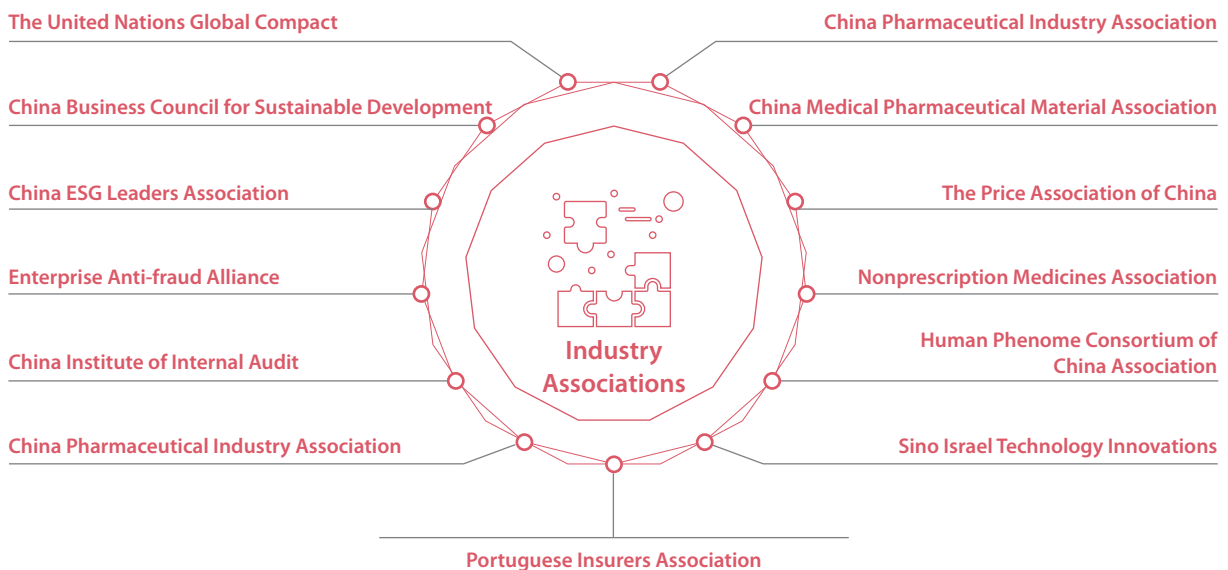 The United Nations Global Compact
China Business Council for Sustainable Development
China ESG Leaders Association
Enterprise Anti-fraud Alliance
China Institute of Internal Audit
China Pharmaceutical Industry Association
China Pharmaceutical Industry Association
China Medical Pharmaceutical Material Association
The Price Association of China
Nonprescription Medicines Association
Human Phenome Consortium of
China Association
Sino Israel Technology Innovations
Industry
Associations
Portuguese Insurers Association